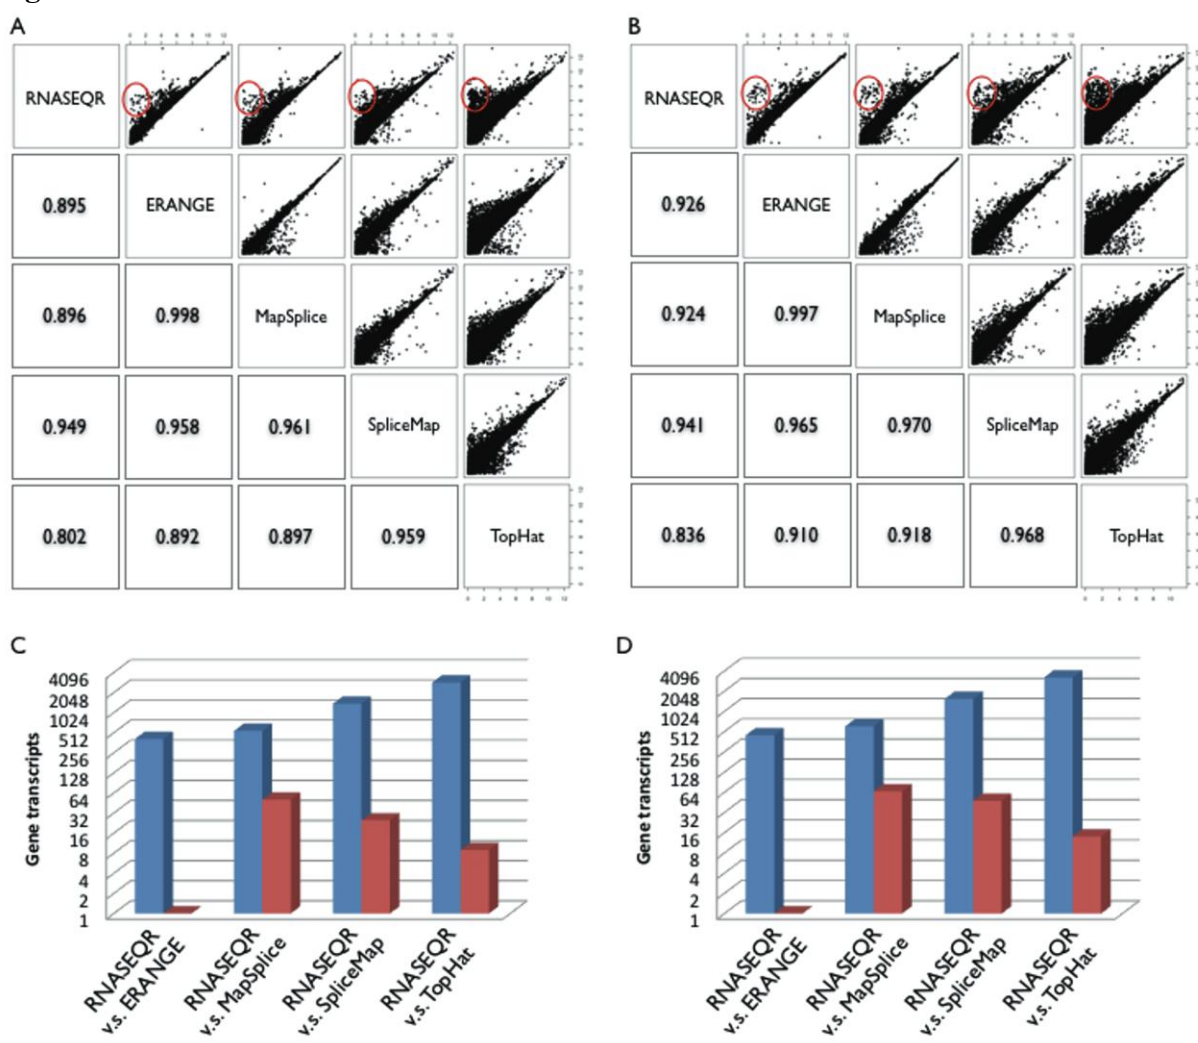 A
RNASEQR
0.895 ERANGE
0.896 0.998 MapSplice
0.949 0.958 0.961 SpliceMap
0.802 0.892 0.897 0.959 TopHat
B
RNASEQR
0.926 ERANGE
0.924 0.997 MapSplice
0.941 0.965 0.970 SpliceMap
0.836 0.910 0.918 0.968 TopHat
C
Gene transcripts
4096
2048
1024
512
256
128
64
32
16
8
4
2
1
RNASEQR
v.s. ERANGE
RNASEQR
v.s. MapSplice
RNASEQR
v.s. SpliceMap
RNASEQR
v.s. TopHat
D
Gene transcripts
4096
2048
1024
512
256
128
64
32
16
8
4
2
1
RNASEQR
v.s. ERANGE
RNASEQR
v.s. MapSplice
RNASEQR
v.s. SpliceMap
RNASEQR
v.s. TopHat